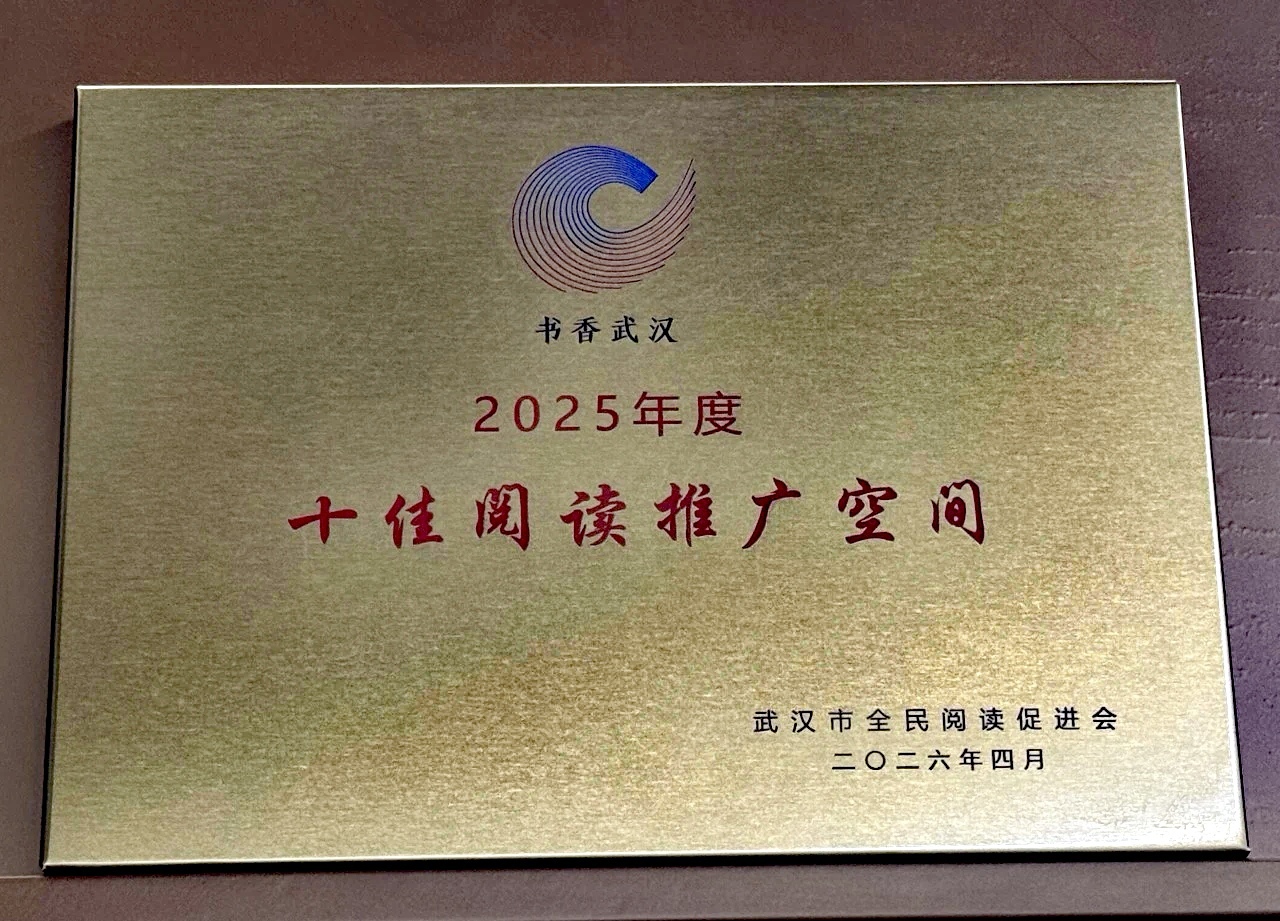 书香武汉
2025年度
十佳阅读推广空间
武汉市全民阅读促进会
二〇二六年四月